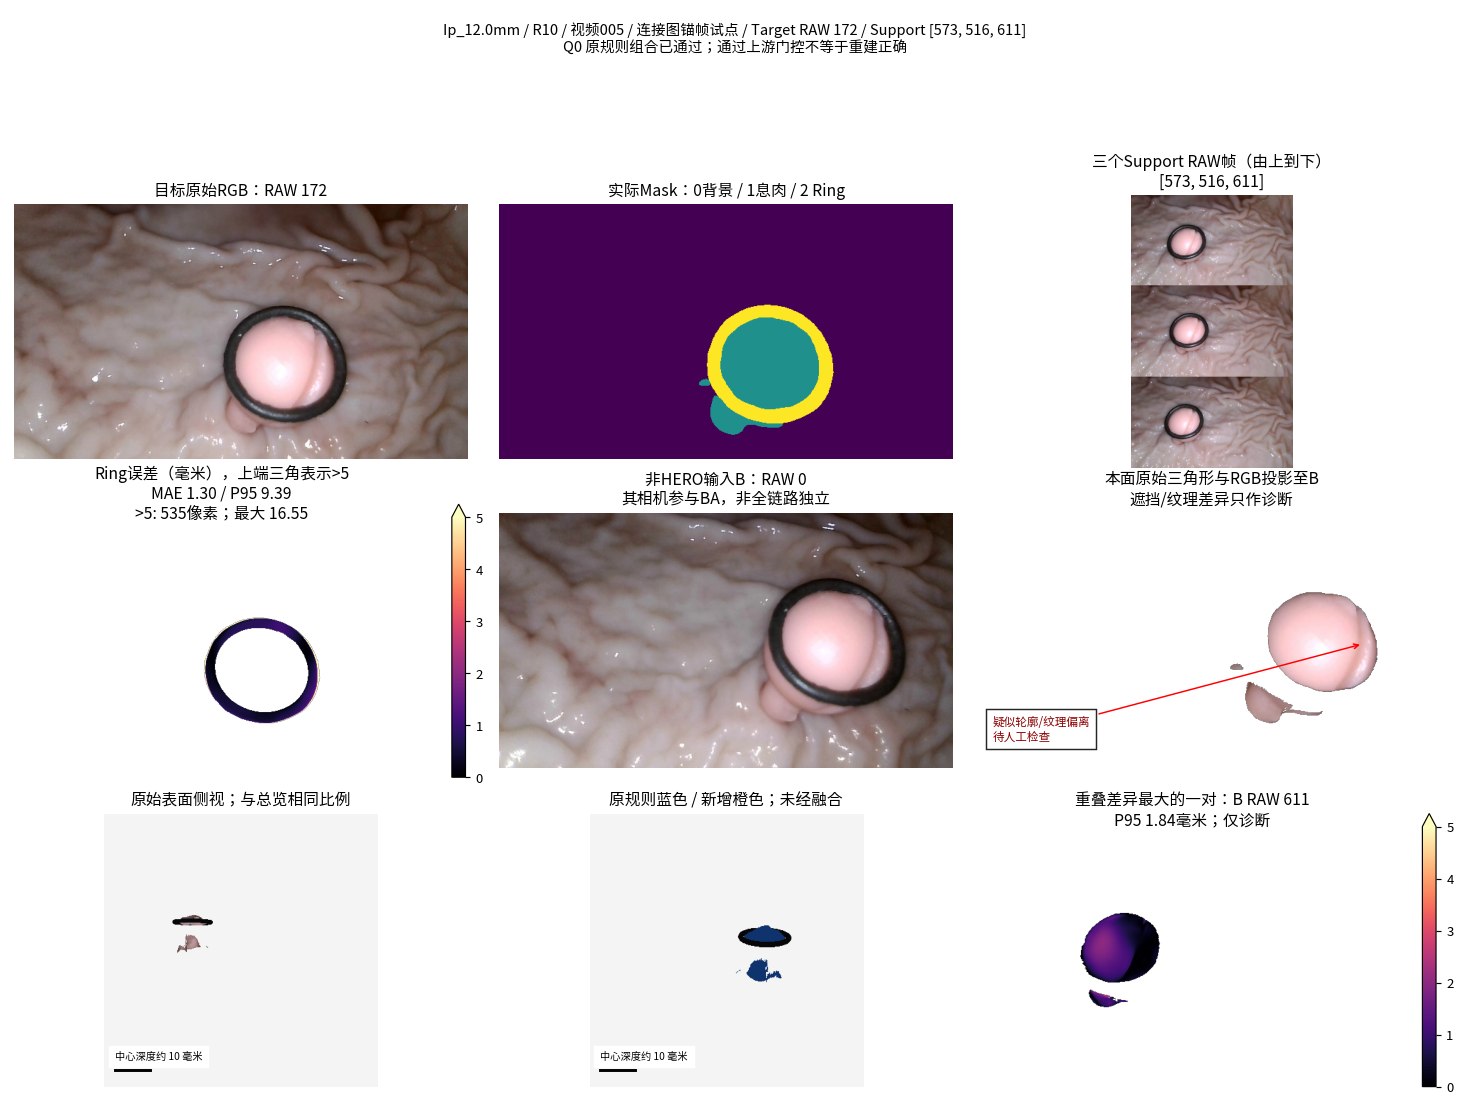 Ip_12.0mm / R10 / 视频005 / 连接图锚帧试点 / Target RAW 172 / Support [573, 516, 611]
Q0 原规则组合已通过；通过上游门控不等于重建正确
目标原始RGB：RAW 172
实际Mask：0背景 / 1息肉 / 2 Ring
三个Support RAW帧（由上到下）
[573, 516, 611]
Ring误差（毫米），上端三角表示>5
MAE 1.30 / P95 9.39
>5: 535像素；最大 16.55
5
4
3
2
1
0
非HERO输入B：RAW 0
其相机参与BA，非全链路独立
本面原始三角形与RGB投影至B
遮挡/纹理差异只作诊断
疑似轮廓/纹理偏离
待人工检查
原始表面侧视；与总览相同比例
中心深度约 10 毫米
原规则蓝色 / 新增橙色；未经融合
中心深度约 10 毫米
重叠差异最大的一对：B RAW 611
P95 1.84毫米；仅诊断
5
4
3
2
1
0